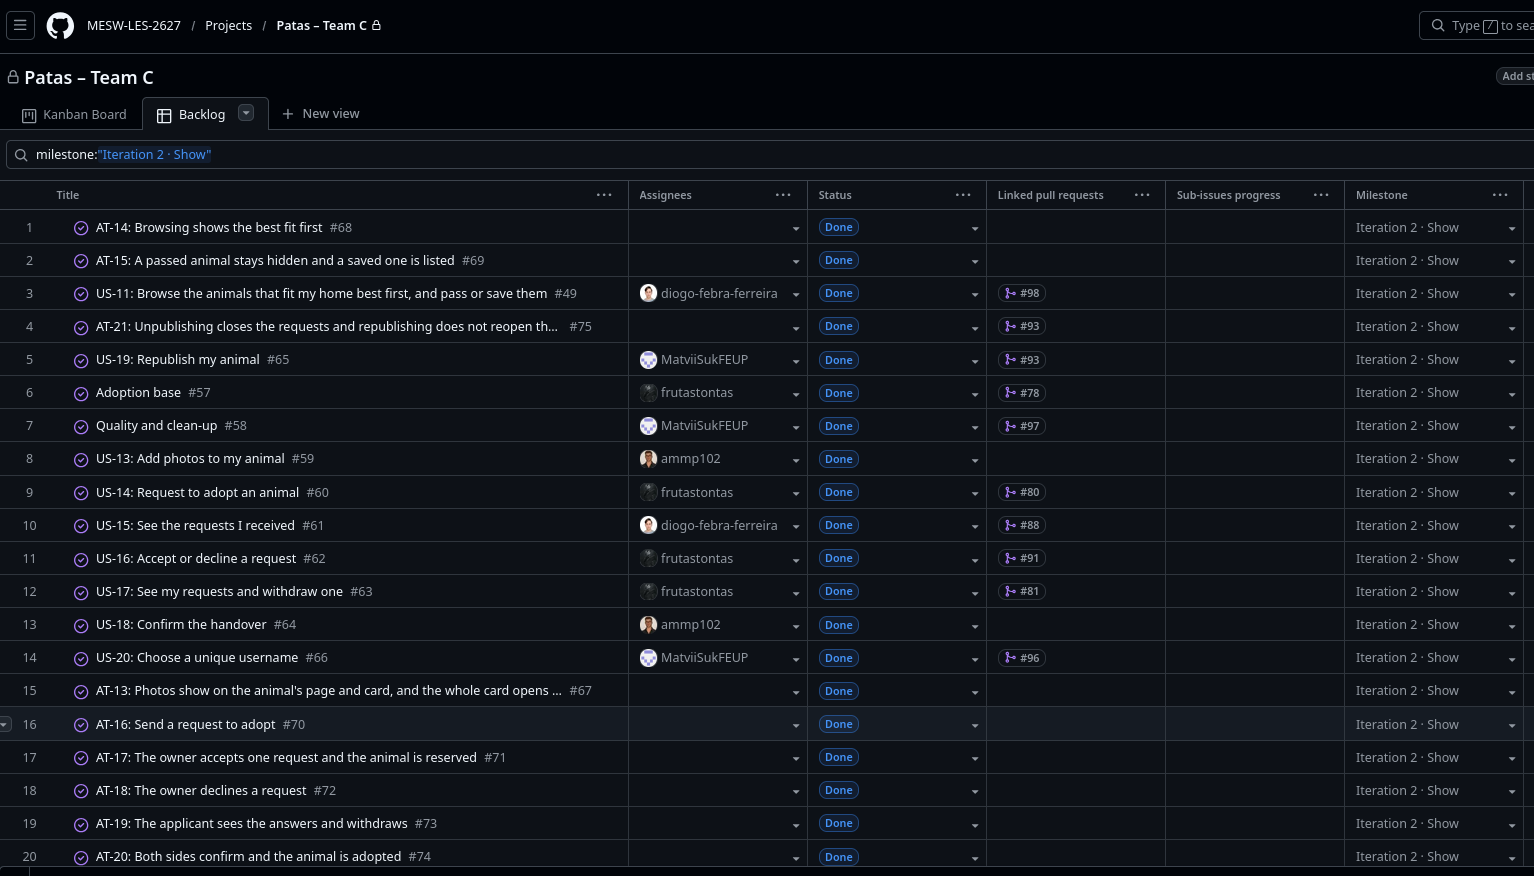 MESW-LES-2627 / Projects / Patas – Team C
Type / to sea
Patas – Team C
Add st
Kanban Board
Backlog
New view
milestone:"Iteration 2 · Show"
Title Assignees Status Linked pull requests Sub-issues progress Milestone
1 AT-14: Browsing shows the best fit first #68 Done Iteration 2 · Show
2 AT-15: A passed animal stays hidden and a saved one is listed #69 Done Iteration 2 · Show
3 US-11: Browse the animals that fit my home best first, and pass or save them #49 diogo-febra-ferreira Done #98 Iteration 2 · Show
4 AT-21: Unpublishing closes the requests and republishing does not reopen th... #75 Done #93 Iteration 2 · Show
5 US-19: Republish my animal #65 MatviiSukFEUP Done #93 Iteration 2 · Show
6 Adoption base #57 frutastontas Done #78 Iteration 2 · Show
7 Quality and clean-up #58 MatviiSukFEUP Done #97 Iteration 2 · Show
8 US-13: Add photos to my animal #59 ammp102 Done Iteration 2 · Show
9 US-14: Request to adopt an animal #60 frutastontas Done #80 Iteration 2 · Show
10 US-15: See the requests I received #61 diogo-febra-ferreira Done #88 Iteration 2 · Show
11 US-16: Accept or decline a request #62 frutastontas Done #91 Iteration 2 · Show
12 US-17: See my requests and withdraw one #63 frutastontas Done #81 Iteration 2 · Show
13 US-18: Confirm the handover #64 ammp102 Done Iteration 2 · Show
14 US-20: Choose a unique username #66 MatviiSukFEUP Done #96 Iteration 2 · Show
15 AT-13: Photos show on the animal's page and card, and the whole card opens ... #67 Done Iteration 2 · Show
16 AT-16: Send a request to adopt #70 Done Iteration 2 · Show
17 AT-17: The owner accepts one request and the animal is reserved #71 Done Iteration 2 · Show
18 AT-18: The owner declines a request #72 Done Iteration 2 · Show
19 AT-19: The applicant sees the answers and withdraws #73 Done Iteration 2 · Show
20 AT-20: Both sides confirm and the animal is adopted #74 Done Iteration 2 · Show